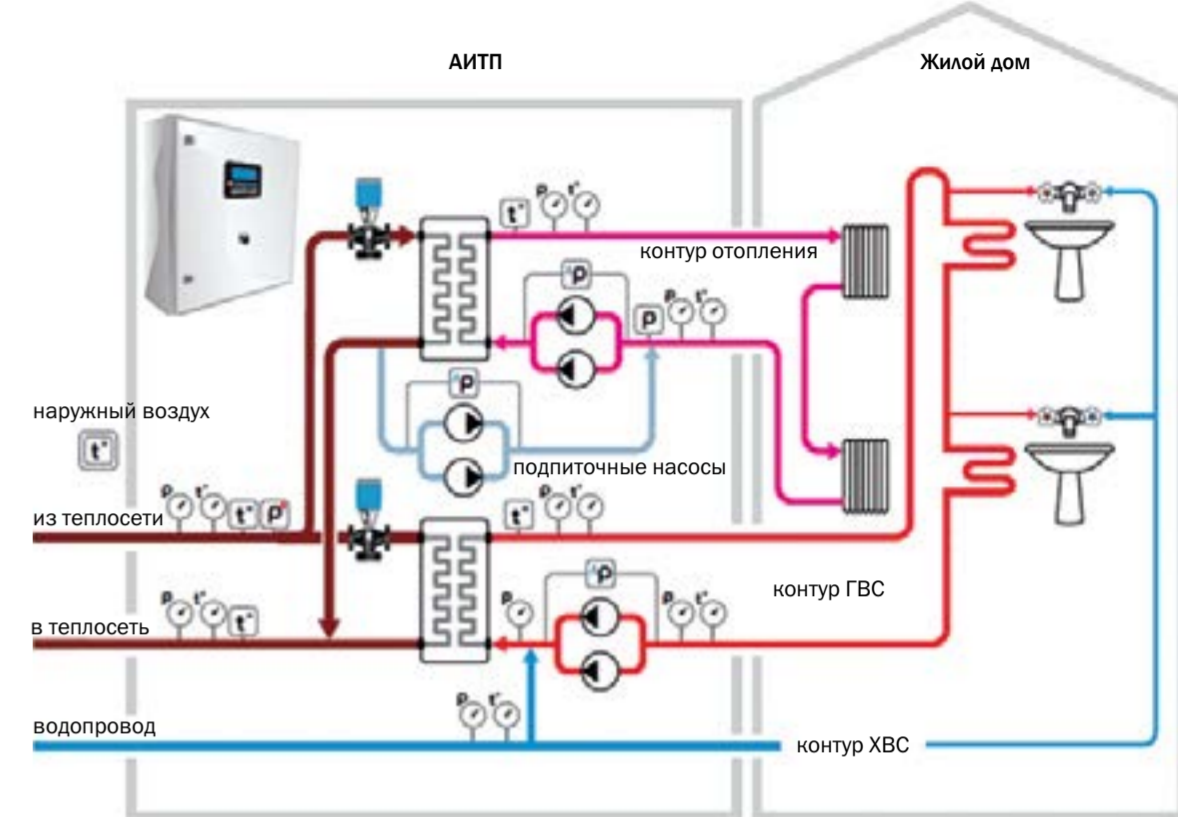 АИТП
Жилой дом
t°
P t°
контур отопления
P
P
P t°
P
наружный воздух
t°
подпиточные насосы
P t°
t°
P
t°
P t°
из теплосети
P
контур ГВС
P t°
t°
P
P t°
в теплосеть
P t°
водопровод
контур ХВС